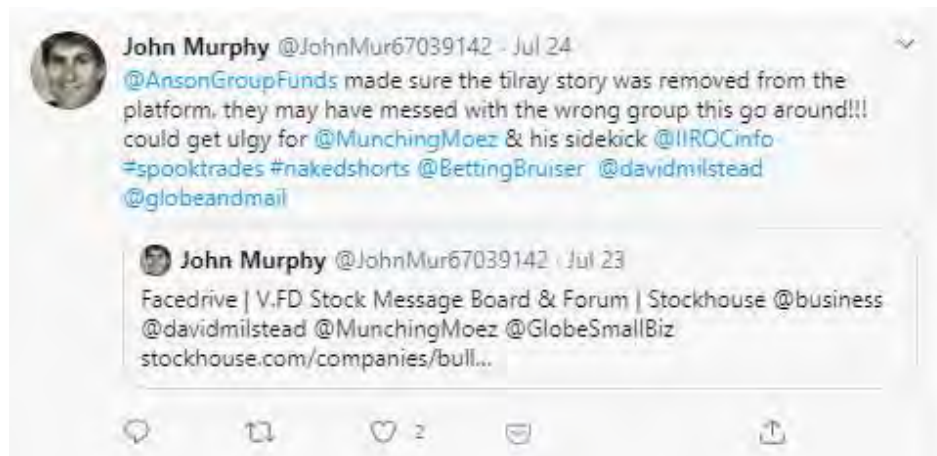 John Murphy @JohnMur67039142 · Jul 24
@AnsonGroupFunds made sure the tilray story was removed from the
platform. they may have messed with the wrong group this go around!!!
could get ulgy for @MunchingMoez & his sidekick @IIROCinfo
#spooktrades #nakedshorts @BettingBruiser @davidmilstead
@globeandmail
John Murphy @JohnMur67039142 · Jul 23
Facedrive | V.FD Stock Message Board & Forum | Stockhouse @business
@davidmilstead @MunchingMoez @GlobeSmallBiz
stockhouse.com/companies/bull...
2